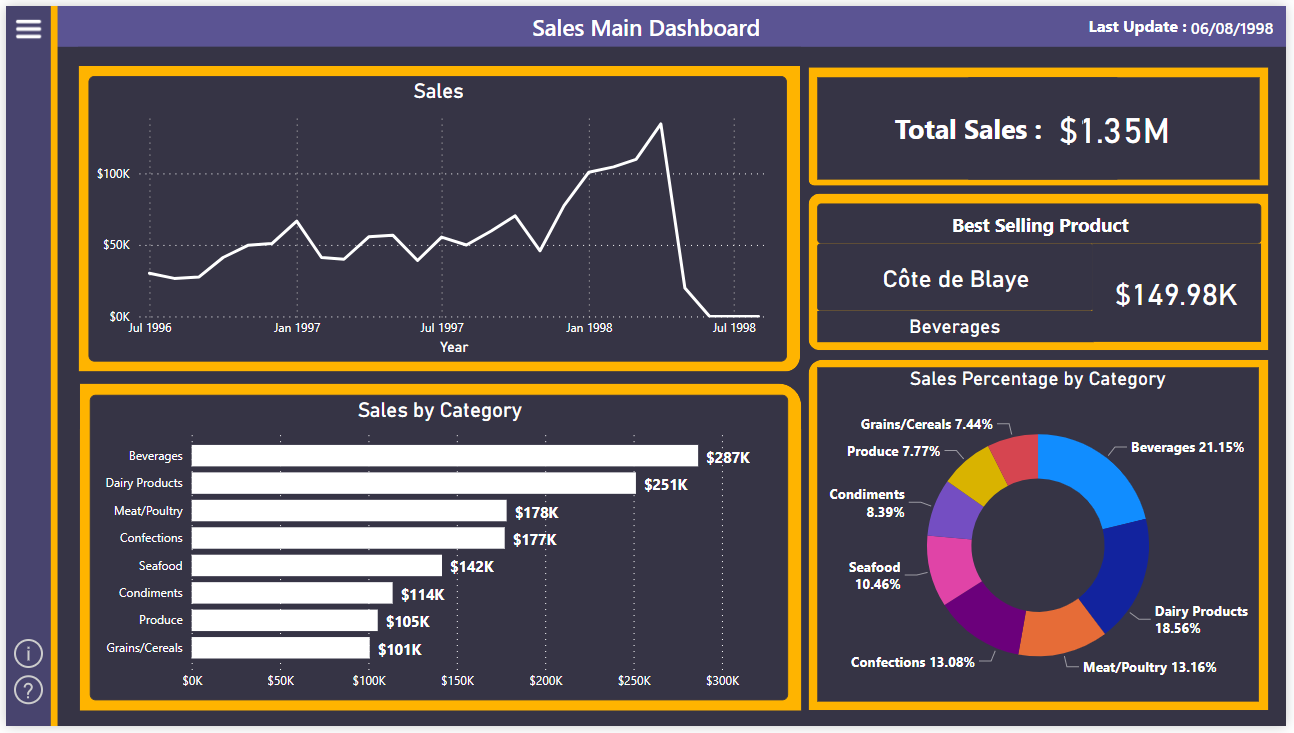 Sales Main Dashboard
Last Update : 06/08/1998
Sales
$100K
$50K
$0K
Jul 1996
Jan 1997
Jul 1997
Jan 1998
Jul 1998
Year
Total Sales : $1.35M
Best Selling Product
Côte de Blaye
$149.98K
Beverages
Sales by Category
Beverages $287K
Dairy Products $251K
Meat/Poultry $178K
Confections $177K
Seafood $142K
Condiments $114K
Produce $105K
Grains/Cereals $101K
$0K $50K $100K $150K $200K $250K $300K
Sales Percentage by Category
Grains/Cereals 7.44%
Beverages 21.15%
Produce 7.77%
Condiments
8.39%
Seafood
10.46%
Dairy Products
18.56%
Confections 13.08%
Meat/Poultry 13.16%
i
?